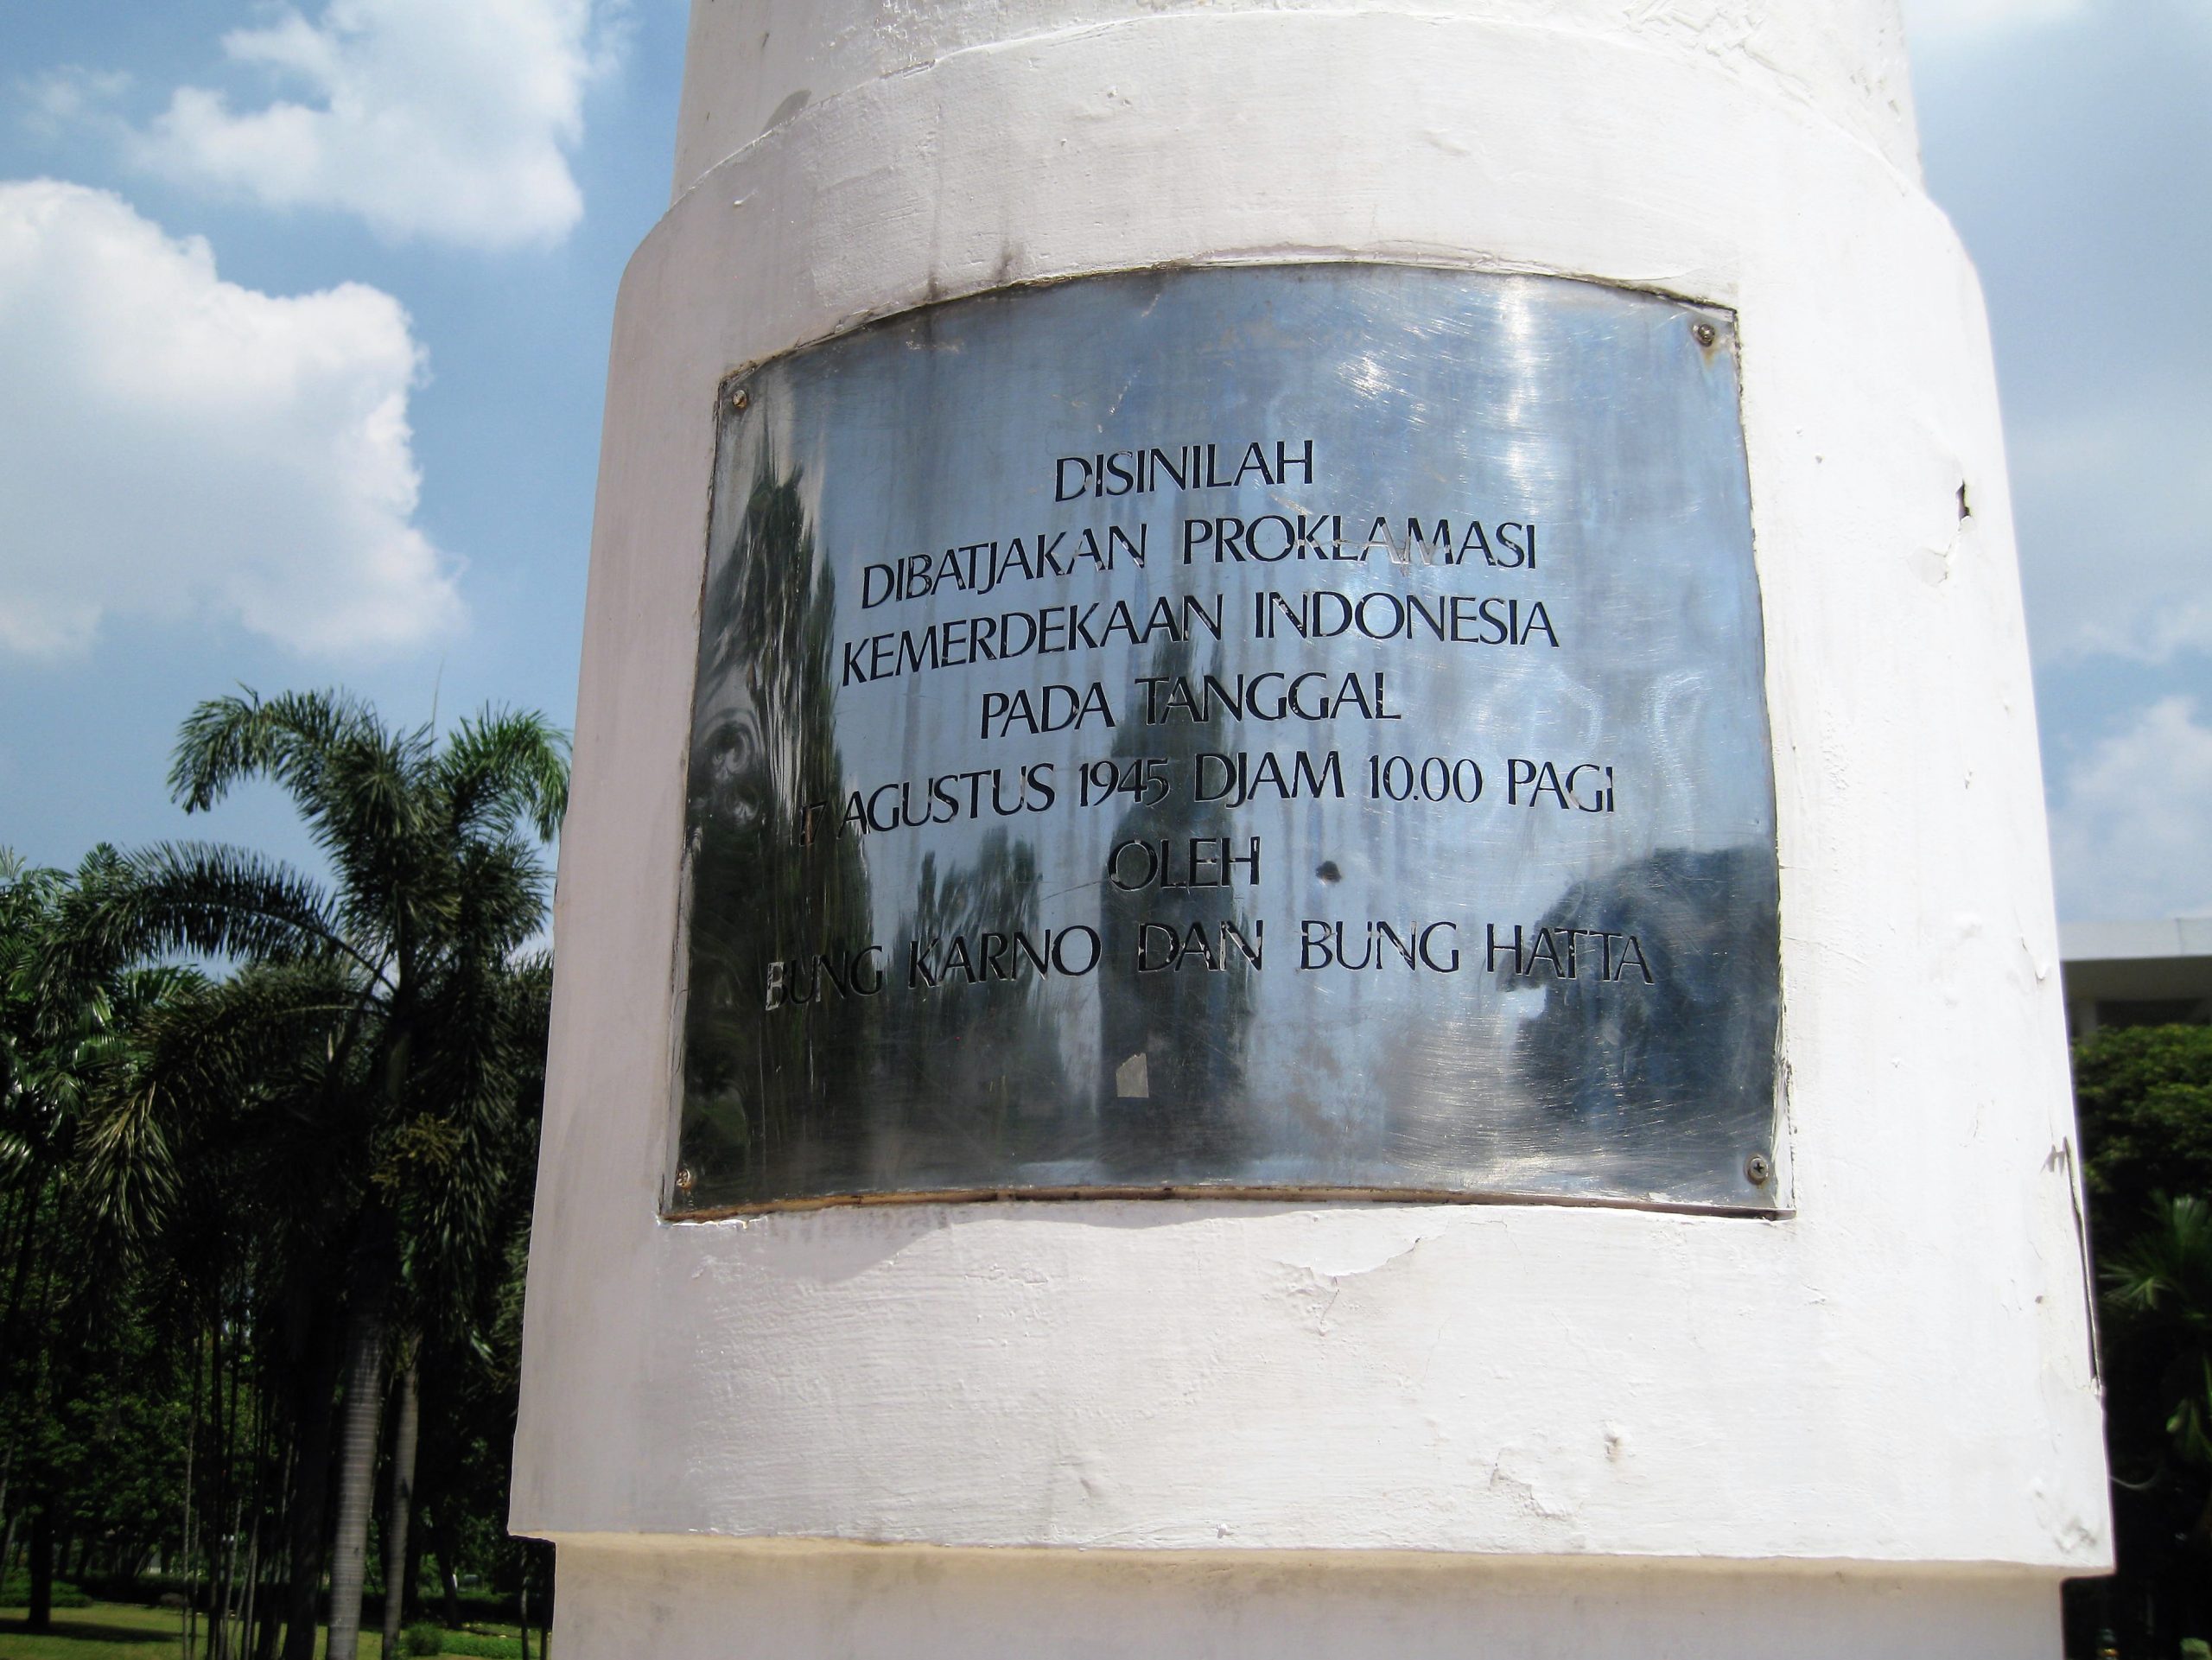 DISINILAH
DIBATJAKAN PROKLAMASI
KEMERDEKAAN INDONESIA
PADA TANGGAL
17 AGUSTUS 1945 DJAM 10.00 PAGI
OLEH
BUNG KARNO DAN BUNG HATTA